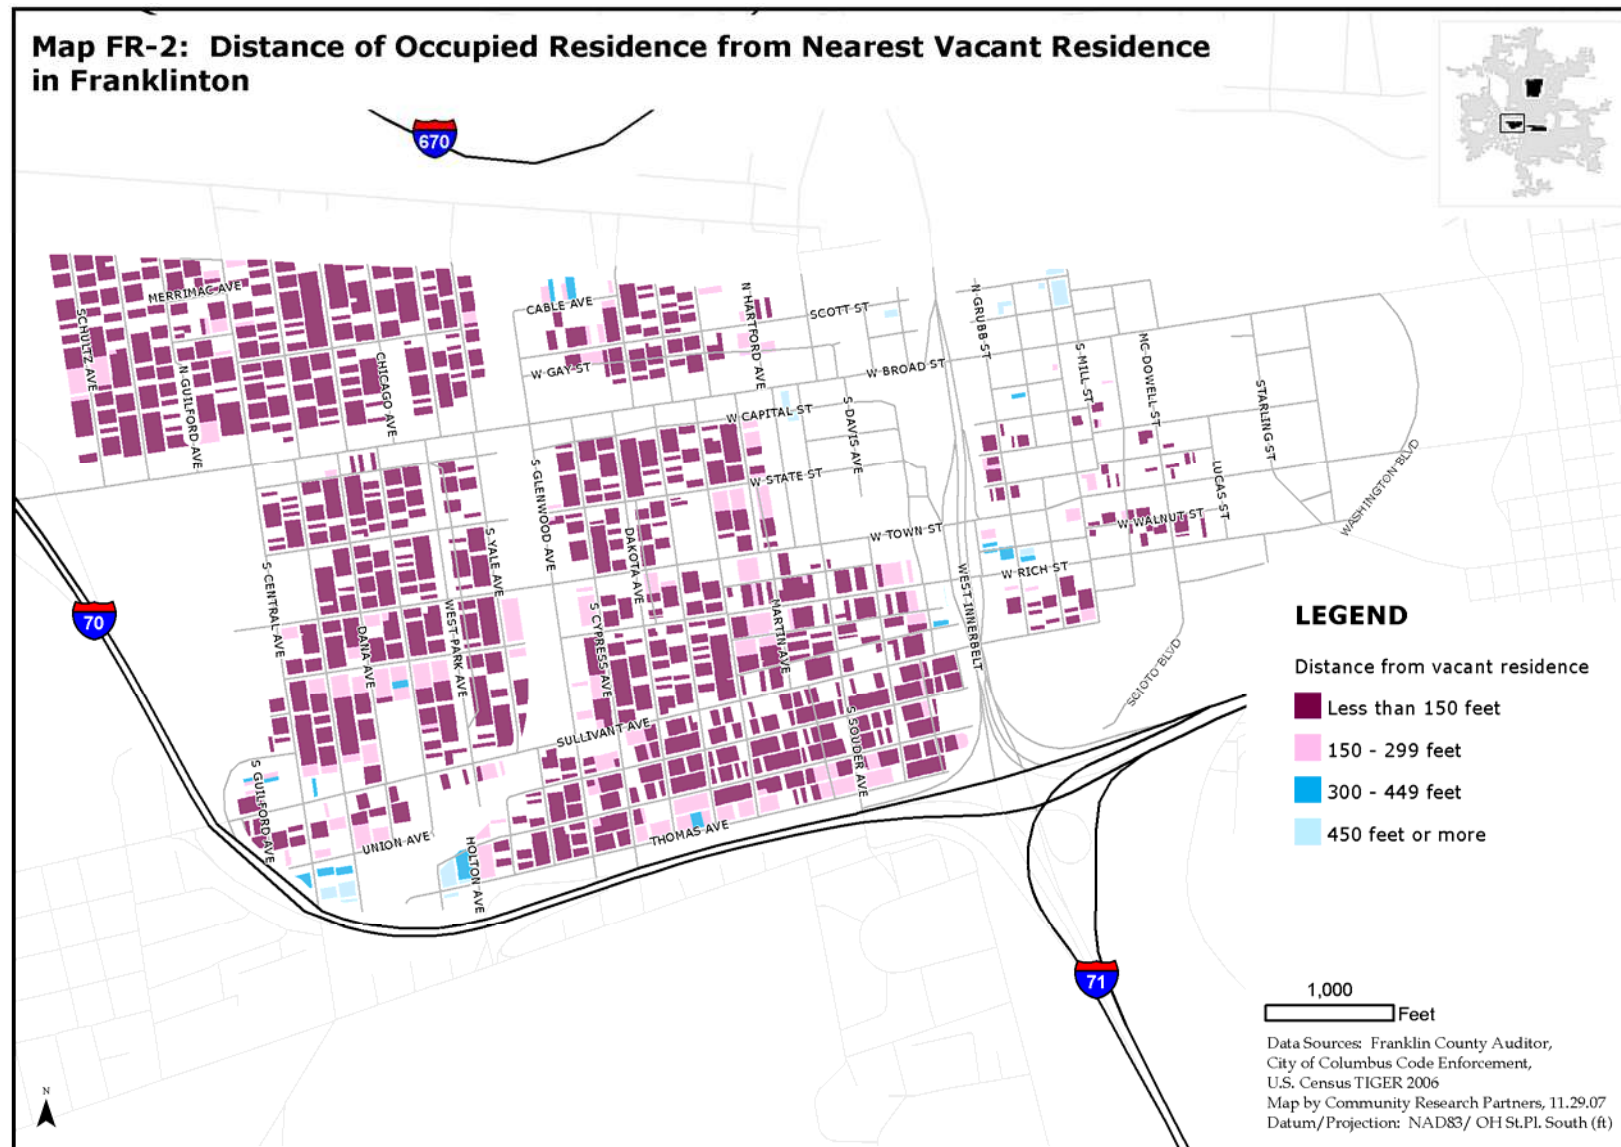 Map FR-2: Distance of Occupied Residence from Nearest Vacant Residence
in Franklinton
670
MERRIMAC AVE
SCHULTZ AVE
N GUILFORD AVE
CHICAGO AVE
CABLE AVE
W GAY ST
N HARTFORD AVE
SCOTT ST
W BROAD ST
N GRUBB ST
S MILL ST
MC DOWELL ST
STARLING ST
W CAPITAL ST
S DAVIS AVE
W STATE ST
LUCAS ST
WASHINGTON BLVD
S GLENWOOD AVE
S YALE AVE
DAKOTA AVE
W TOWN ST
W WALNUT ST
W RICH ST
S CENTRAL AVE
DANA AVE
WEST PARK AVE
S CYPRESS AVE
MARTIN AVE
WEST INNERBELT
SCIOTO BLVD
70
SULLIVANT AVE
S SOUDER AVE
S GUILFORD AVE
UNION AVE
HOLTON AVE
THOMAS AVE
71
LEGEND
Distance from vacant residence
Less than 150 feet
150 - 299 feet
300 - 449 feet
450 feet or more
1,000
Feet
Data Sources: Franklin County Auditor,
City of Columbus Code Enforcement,
U.S. Census TIGER 2006
Map by Community Research Partners, 11.29.07
Datum/Projection: NAD83/ OH St.Pl. South (ft)
N